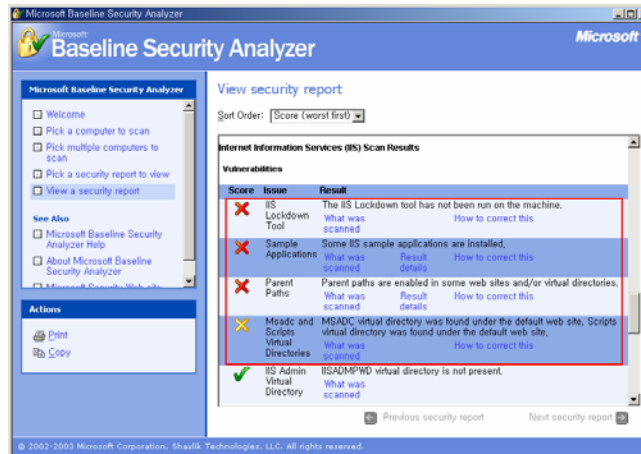 Microsoft Baseline Security Analyzer
Microsoft
Baseline Security Analyzer
Microsoft
Microsoft Baseline Security Analyzer
Welcome
Pick a computer to scan
Pick multiple computers to
scan
Pick a security report to view
View a security report
See Also
Microsoft Baseline Security
Analyzer Help
About Microsoft Baseline
Security Analyzer
Microsoft Security Web site
Actions
Print
Copy
View security report
Sort Order: Score (worst first)
Internet Information Services (IIS) Scan Results
Vulnerabilities
Score Issue Result
IIS
Lockdown
Tool
The IIS Lockdown tool has not been run on the machine.
What was
scanned
How to correct this
Sample
Applications
Some IIS sample applications are installed.
What was
scanned
Result
details
How to correct this
Parent
Paths
Parent paths are enabled in some web sites and/or virtual directories.
What was
scanned
Result
details
How to correct this
Msadc and
Scripts
Virtual
Directories
MSADC virtual directory was found under the default web site, Scripts
virtual directory was found under the default web site.
What was
scanned
How to correct this
IIS Admin
Virtual
Directory
IISADMPWD virtual directory is not present.
What was
scanned
Previous security report
Next security report
© 2002-2003 Microsoft Corporation, Shavlik Technologies, LLC. All rights reserved.